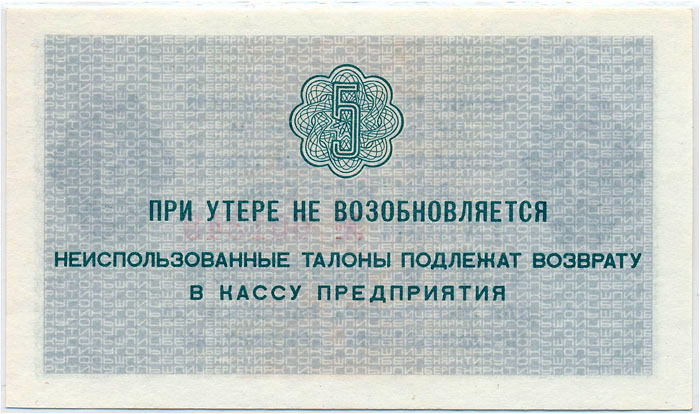 5
ПРИ УТЕРЕ НЕ ВОЗОБНОВЛЯЕТСЯ
НЕИСПОЛЬЗОВАННЫЕ ТАЛОНЫ ПОДЛЕЖАТ ВОЗВРАТУ
В КАССУ ПРЕДПРИЯТИЯ